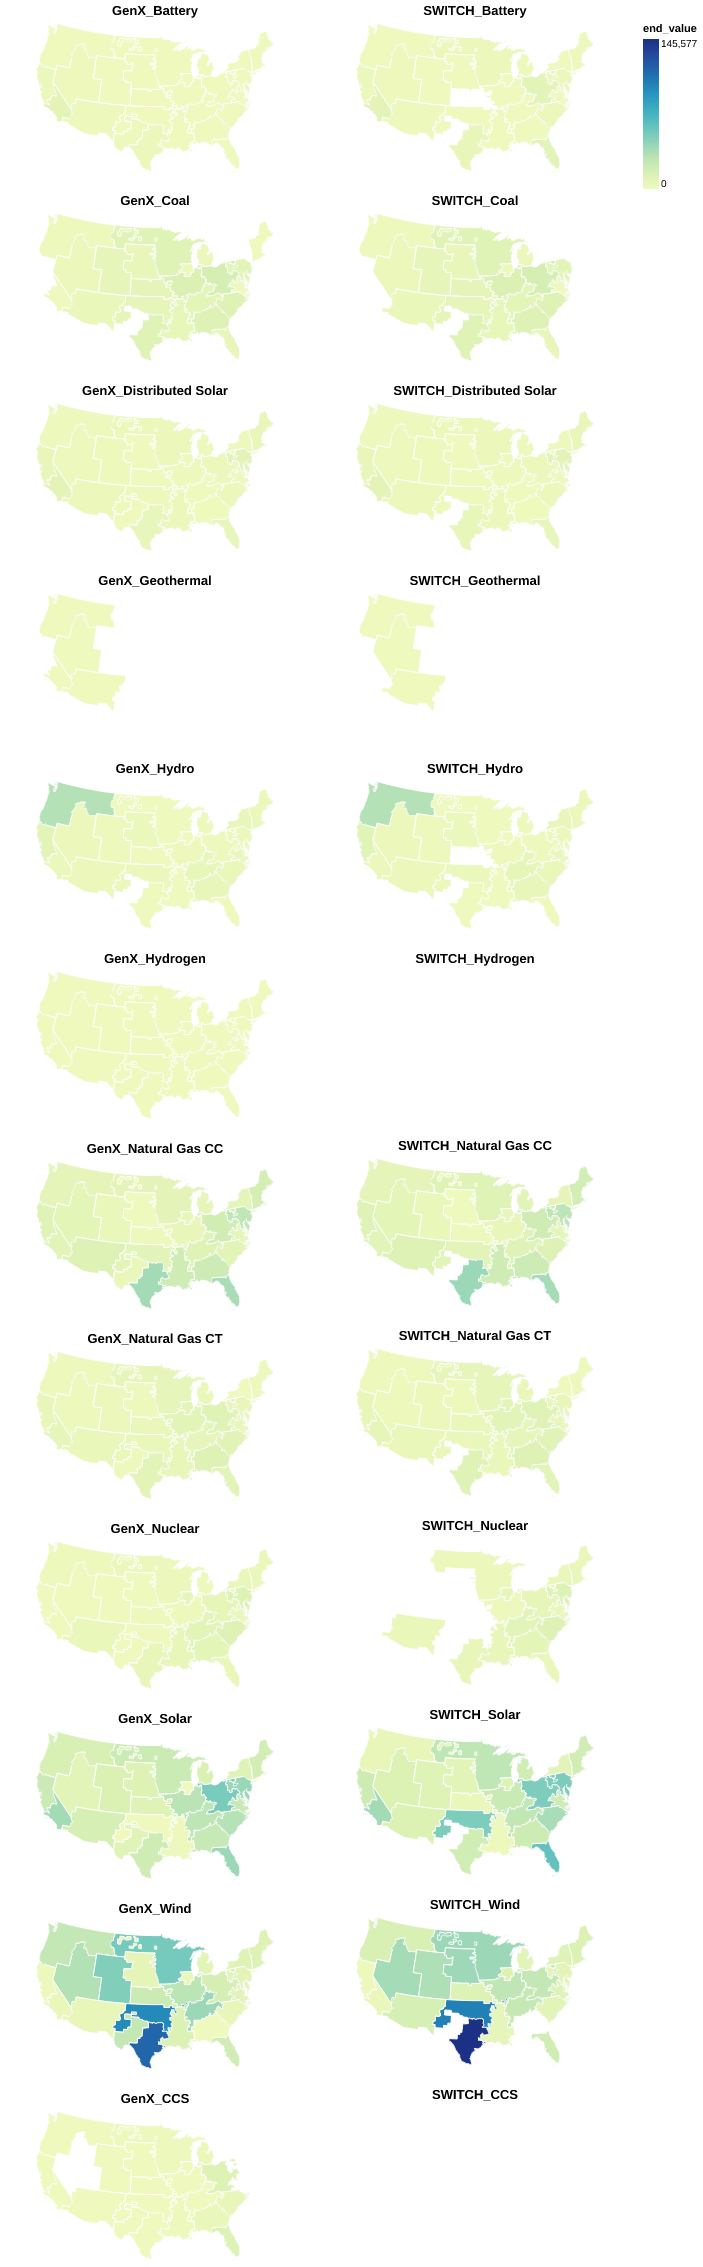 GenX_Battery
SWITCH_Battery
end_value
145,577
0
GenX_Coal
SWITCH_Coal
GenX_Distributed Solar
SWITCH_Distributed Solar
GenX_Geothermal
SWITCH_Geothermal
GenX_Hydro
SWITCH_Hydro
GenX_Hydrogen
SWITCH_Hydrogen
GenX_Natural Gas CC
SWITCH_Natural Gas CC
GenX_Natural Gas CT
SWITCH_Natural Gas CT
GenX_Nuclear
SWITCH_Nuclear
GenX_Solar
SWITCH_Solar
GenX_Wind
SWITCH_Wind
GenX_CCS
SWITCH_CCS